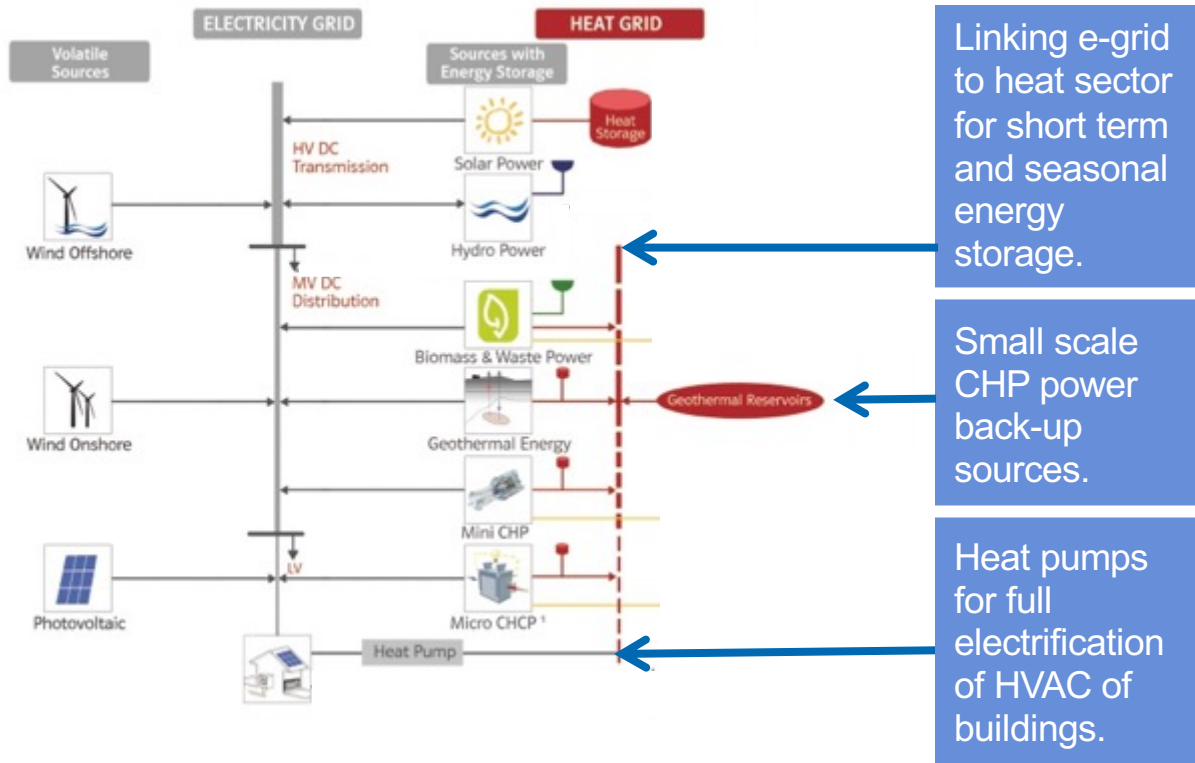 ELECTRICITY GRID
HEAT GRID
Volatile
Sources
Sources with
Energy Storage
Heat
Storage
Solar Power
HV DC
Transmission
Wind Offshore
Hydro Power
MV DC
Distribution
Biomass & Waste Power
Geothermal Reservoirs
Wind Onshore
Geothermal Energy
Mini CHP
LV
Photovoltaic
Micro CHCP ¹
Heat Pump
Linking e-grid
to heat sector
for short term
and seasonal
energy
storage.
Small scale
CHP power
back-up
sources.
Heat pumps
for full
electrification
of HVAC of
buildings.